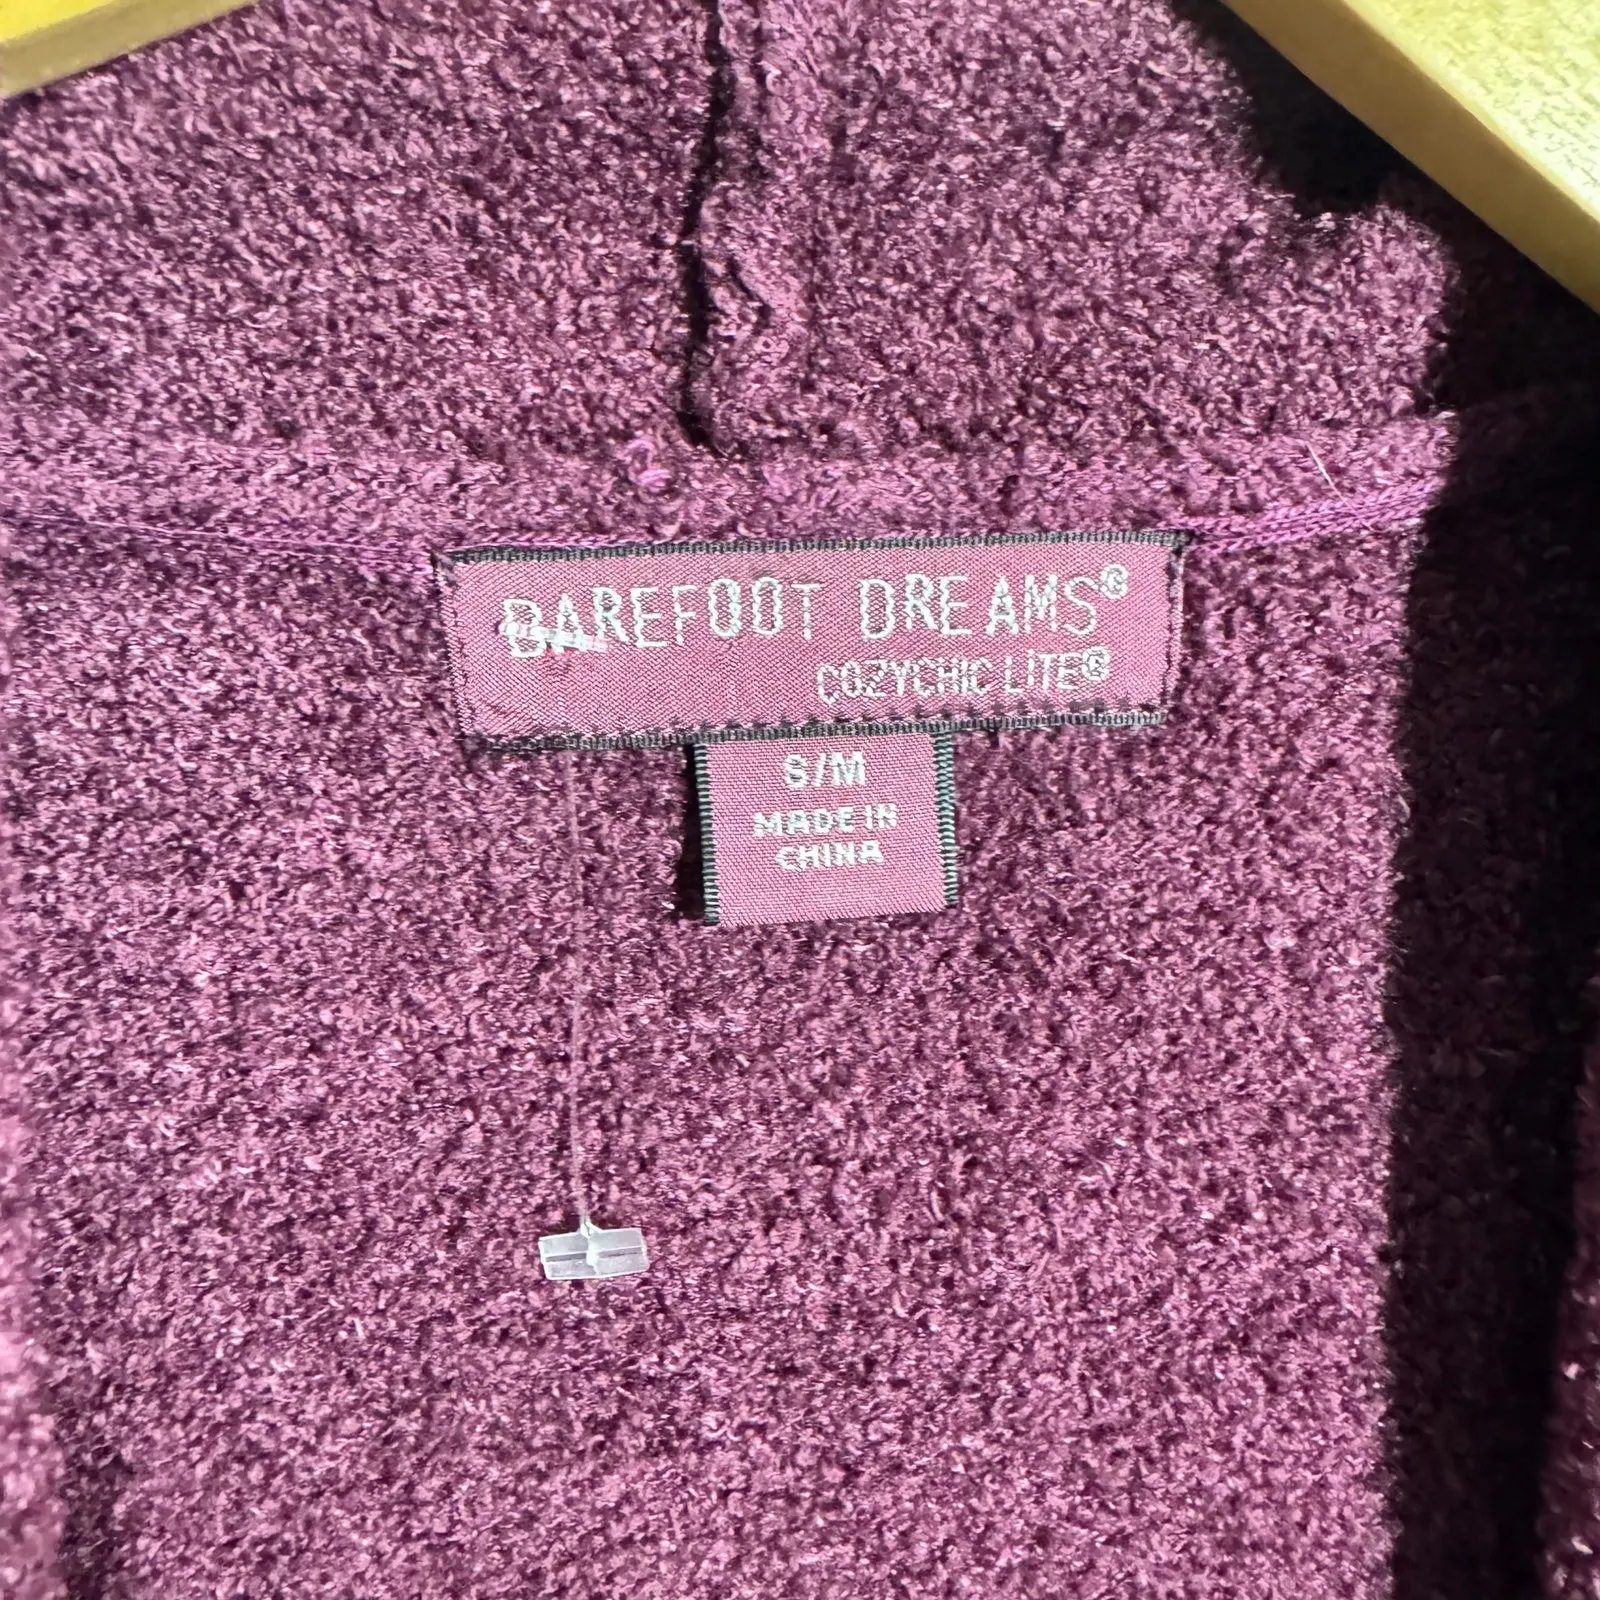 BAREFOOT DREAMS®
COZYCHIC LITE®
S/M
MADE IN
CHINA